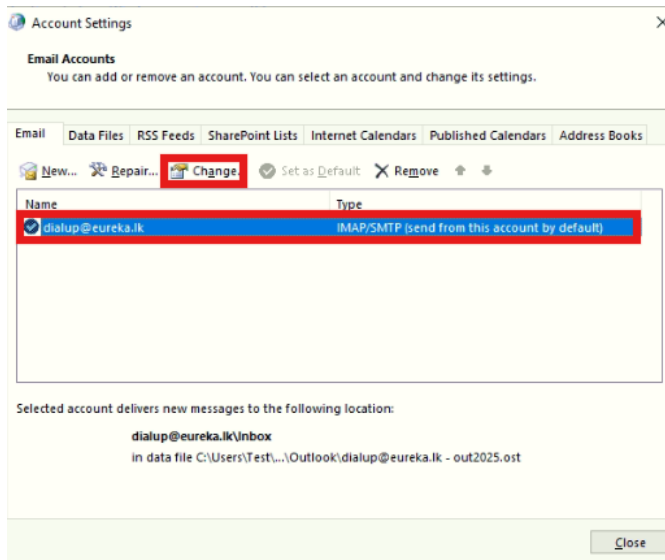 Account Settings
Email Accounts
You can add or remove an account. You can select an account and change its settings.
Email Data Files RSS Feeds SharePoint Lists Internet Calendars Published Calendars Address Books
New... Repair... Change. Set as Default Remove
Name Type
dialup@eureka.lk IMAP/SMTP (send from this account by default)
Selected account delivers new messages to the following location:
dialup@eureka.lk\Inbox
in data file C:\Users\Test\...\Outlook\dialup@eureka.lk - out2025.ost
Close